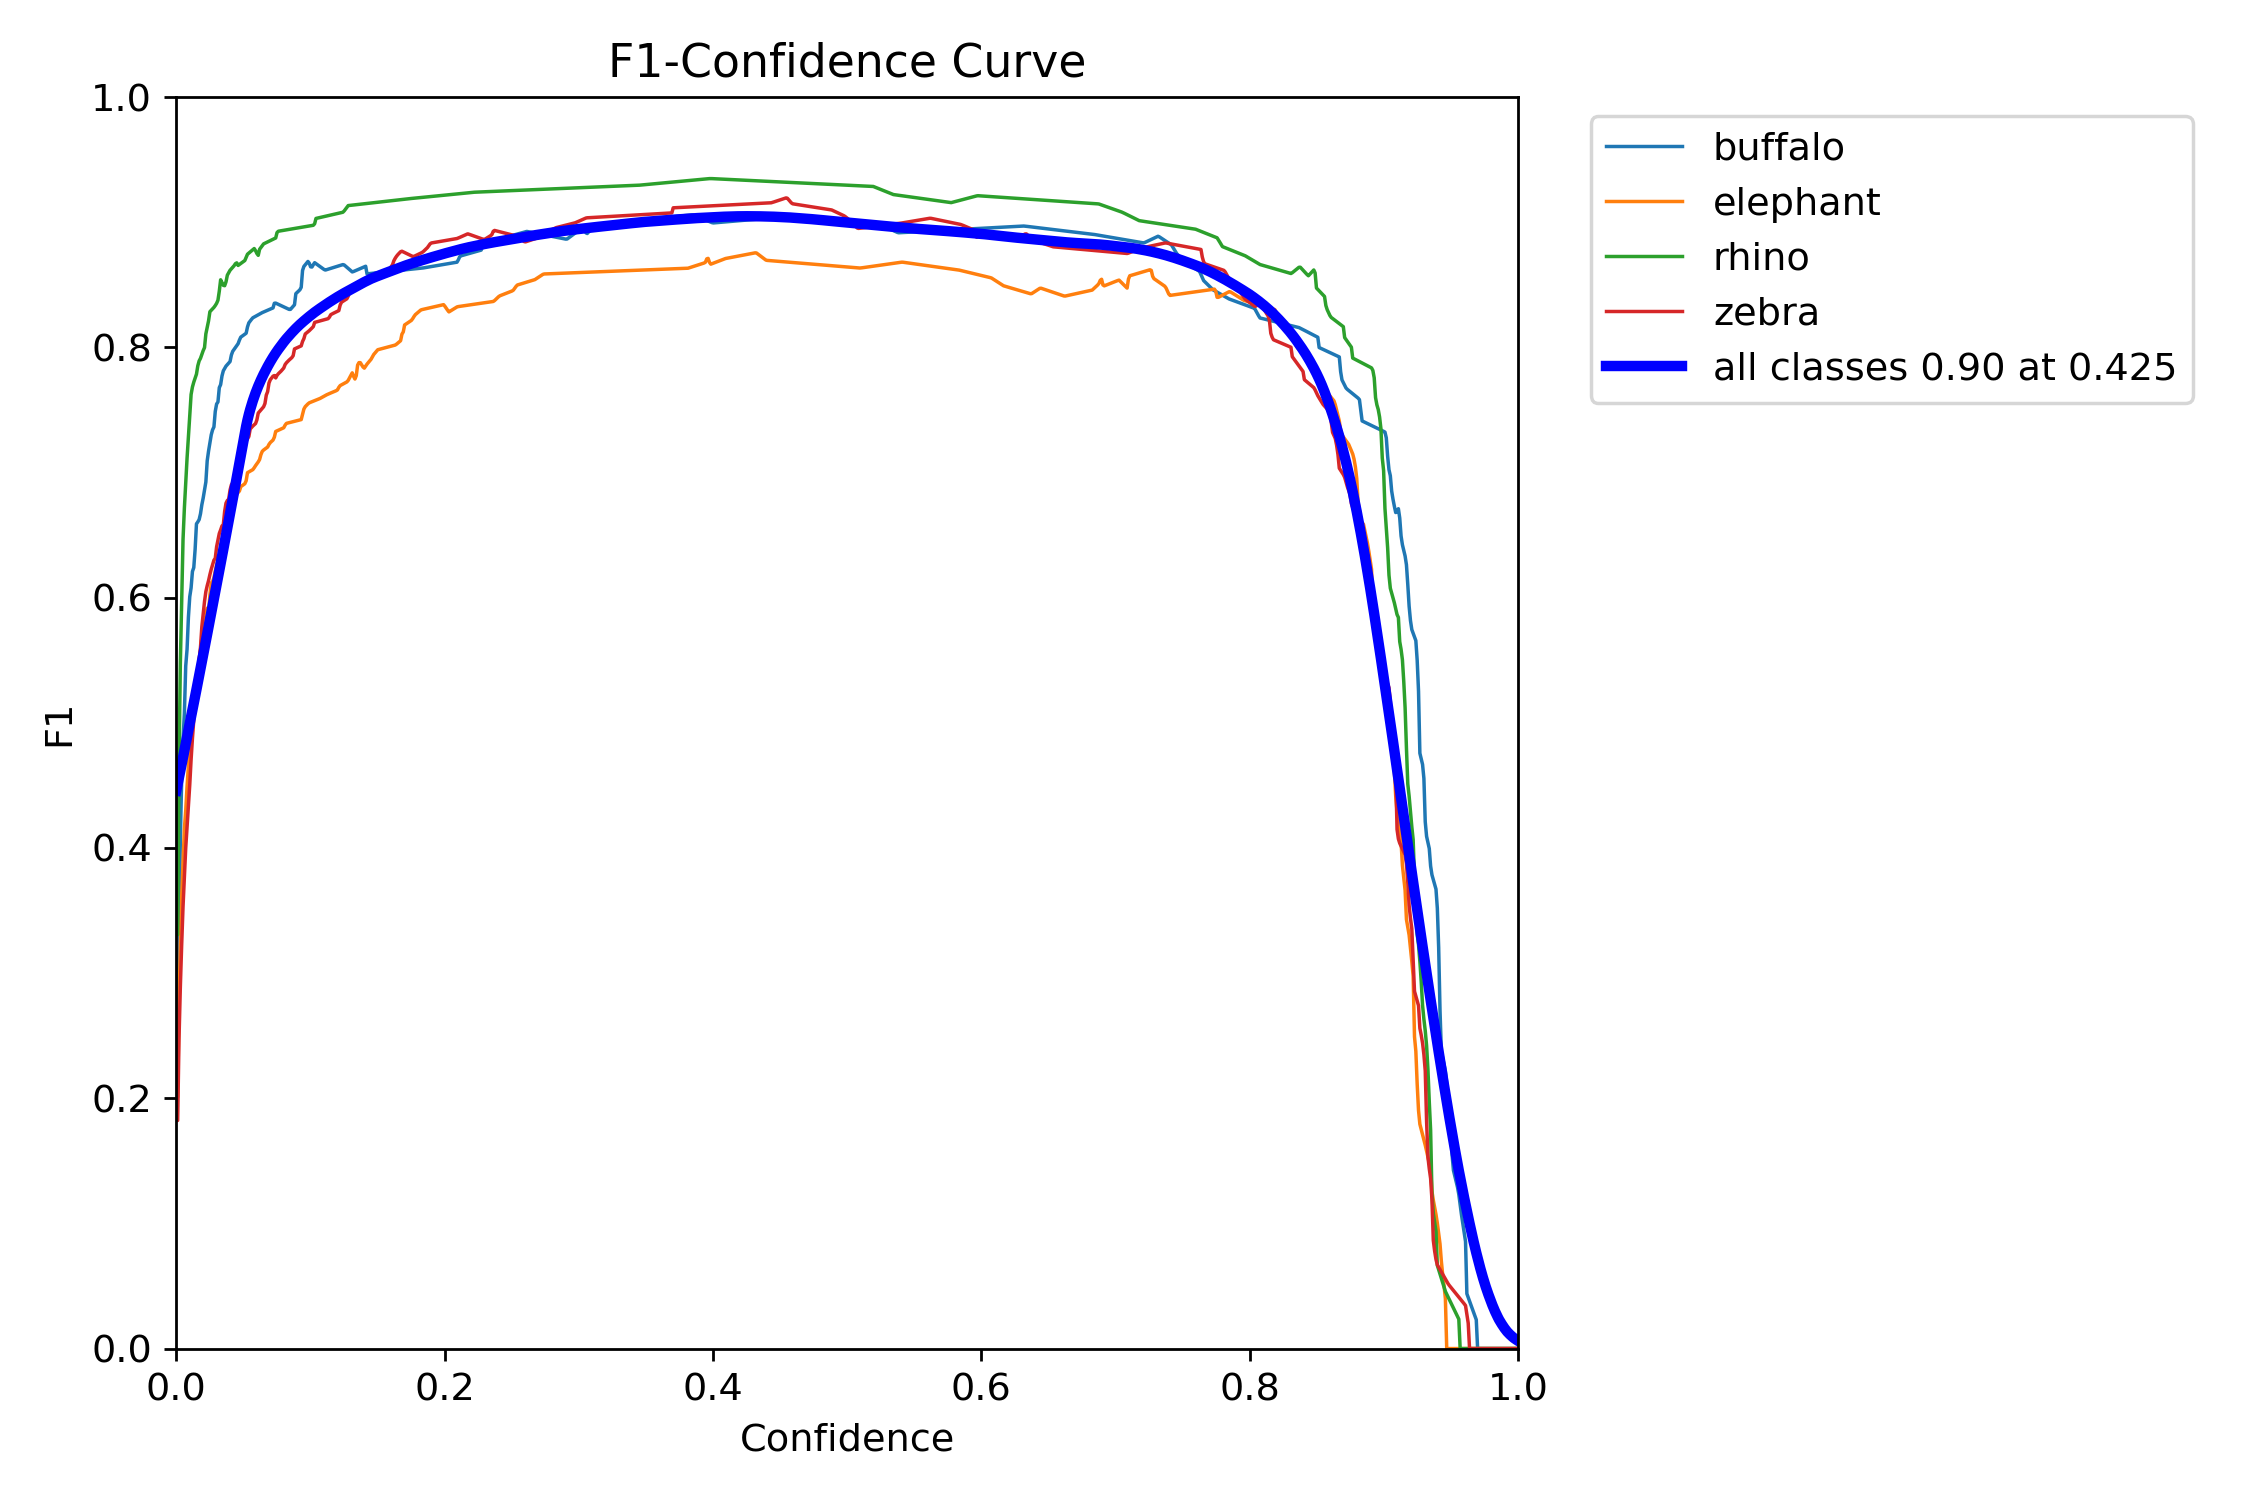 F1-Confidence Curve
1.0
0.8
0.6
0.4
0.2
0.0
F1
0.0 0.2 0.4 0.6 0.8 1.0
Confidence
buffalo
elephant
rhino
zebra
all classes 0.90 at 0.425